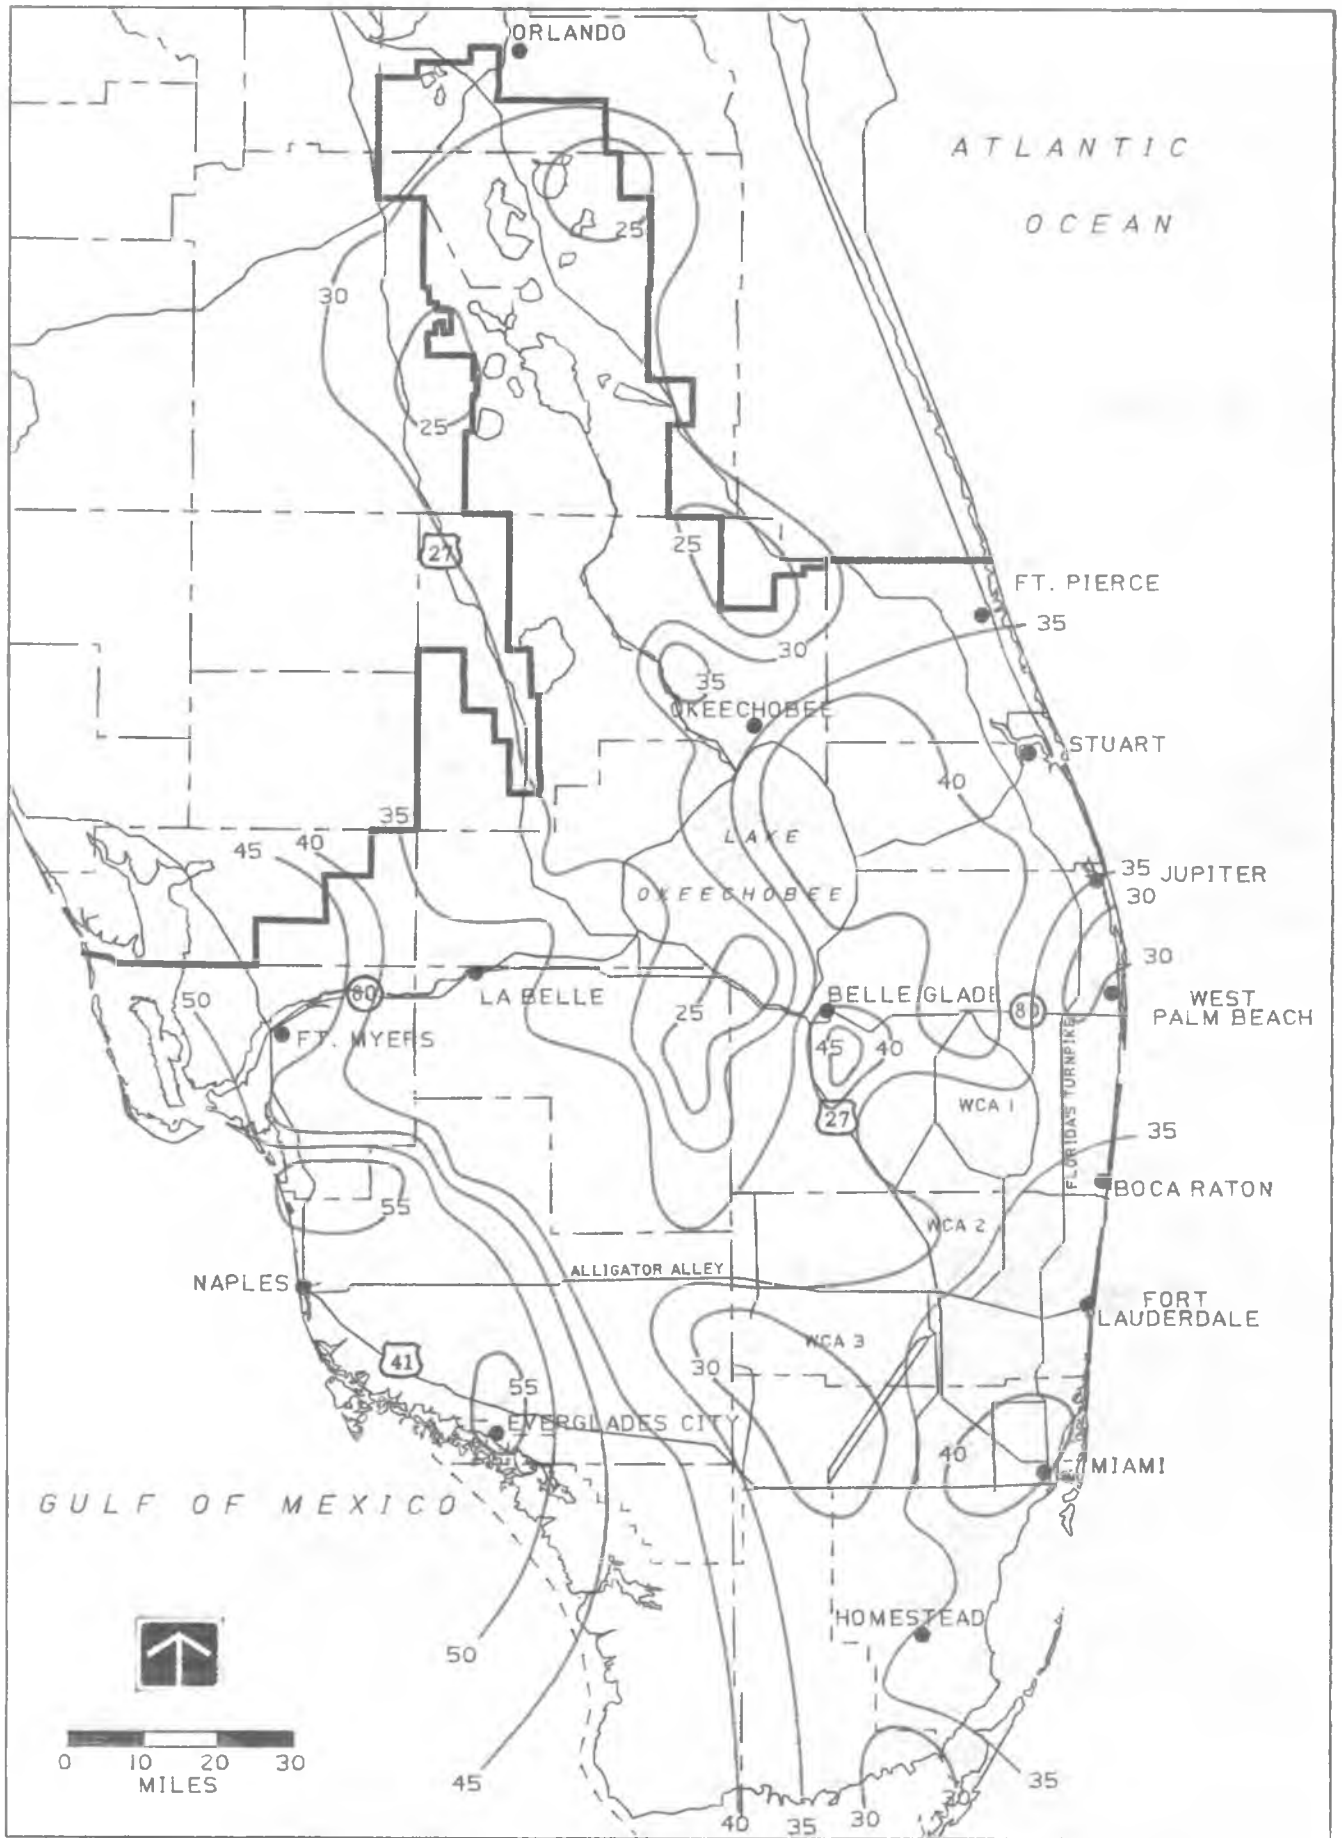 ORLANDO
ATLANTIC
OCEAN
25
30
25
27
25
FT. PIERCE
35
30
35
OKEECHOBEE
STUART
40
35
40
45
LAKE
OKEECHOBEE
35 JUPITER
30
30
50
80
LA BELLE
25
BELLE GLADE
80
WEST
PALM BEACH
FT. MYERS
45
40
27
WCA 1
FLORIDA'S TURNPIKE
35
BOCA RATON
55
WCA 2
NAPLES
ALLIGATOR ALLEY
FORT
LAUDERDALE
WCA 3
41
30
55
EVERGLADES CITY
40
MIAMI
GULF OF MEXICO
HOMESTEAD
50
0 10 20 30
MILES
45
35
30
40
35
30